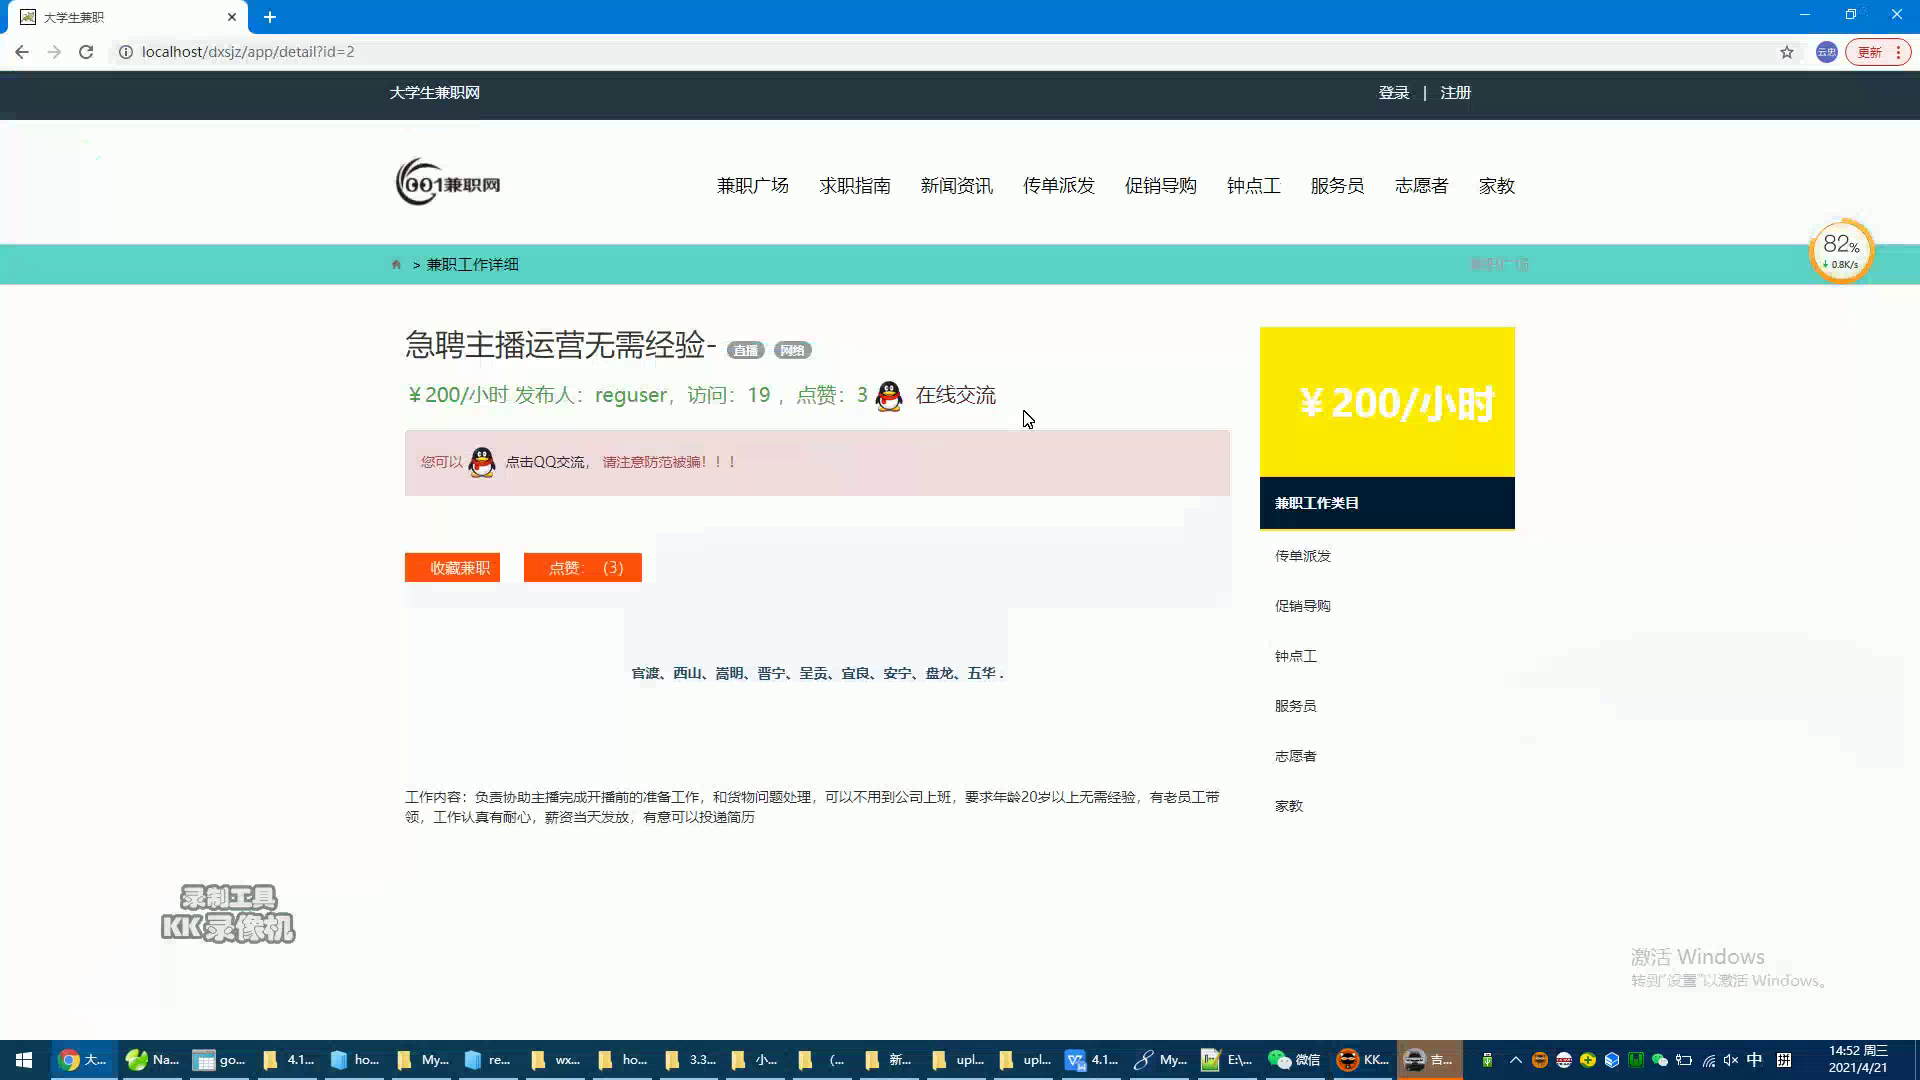 大学生兼职
localhost/dxsjz/app/detail?id=2
云忠
更新
大学生兼职网
登录 | 注册
001兼职网
兼职广场 求职指南 新闻资讯 传单派发 促销导购 钟点工 服务员 志愿者 家教
> 兼职工作详细
82%
0.8K/s
急聘主播运营无需经验- 直播 网络
￥200/小时 发布人：reguser，访问：19 ，点赞：3 在线交流
您可以 点击QQ交流， 请注意防范被骗！！！
收藏兼职 点赞： (3)
官渡、西山、嵩明、晋宁、呈贡、宜良、安宁、盘龙、五华 .
工作内容：负责协助主播完成开播前的准备工作，和货物问题处理，可以不用到公司上班，要求年龄20岁以上无需经验，有老员工带
领，工作认真有耐心，薪资当天发放，有意可以投递简历
￥200/小时
兼职工作类目
传单派发
促销导购
钟点工
服务员
志愿者
家教
录制工具
KK录像机
激活 Windows
转到"设置"以激活 Windows。
大... Na... go... 4.1... ho... My... re... wx... ho... 3.3... 小... (... 新... upl... upl... 4.1... My... E:\... 微信 KK... 吉... 中 拼
14:52 周三
2021/4/21